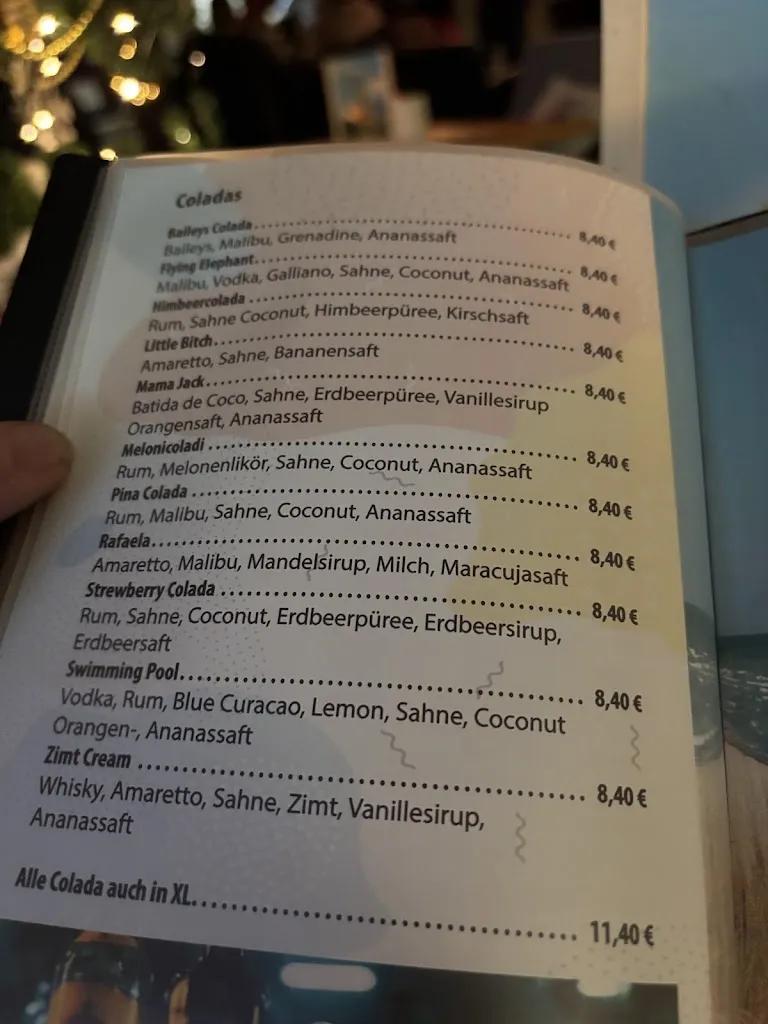 Coladas
Baileys Colada........................................ 8,40 €
Baileys, Malibu, Grenadine, Ananassaft
Flying Elephant........................................ 8,40 €
Malibu, Vodka, Galliano, Sahne, Coconut, Ananassaft
Himbeercolada ........................................ 8,40 €
Rum, Sahne Coconut, Himbeerpüree, Kirschsaft
Little Bitch........................................ 8,40 €
Amaretto, Sahne, Bananensaft
Mama Jack........................................ 8,40 €
Batida de Coco, Sahne, Erdbeerpüree, Vanillesirup
Orangensaft, Ananassaft
Melonicoladi ........................................ 8,40 €
Rum, Melonenlikör, Sahne, Coconut, Ananassaft
Pina Colada ........................................ 8,40 €
Rum, Malibu, Sahne, Coconut, Ananassaft
Rafaela........................................ 8,40 €
Amaretto, Malibu, Mandelsirup, Milch, Maracujasaft
Strewberry Colada ........................................ 8,40 €
Rum, Sahne, Coconut, Erdbeerpüree, Erdbeersirup,
Erdbeersaft
Swimming Pool........................................ 8,40 €
Vodka, Rum, Blue Curacao, Lemon, Sahne, Coconut
Orangen-, Ananassaft
Zimt Cream ........................................ 8,40 €
Whisky, Amaretto, Sahne, Zimt, Vanillesirup,
Ananassaft
Alle Colada auch in XL........................................ 11,40 €